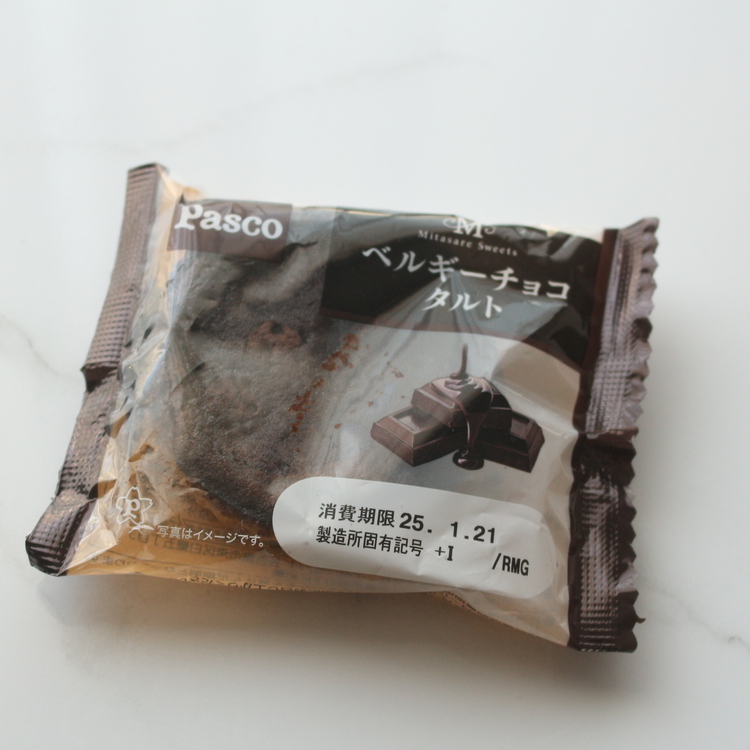 Pasco
M
Mitasare Sweets
ベルギーチョコ
タルト
消費期限 25. 1.21
製造所固有記号 +I /RMG
P
写真はイメージです。